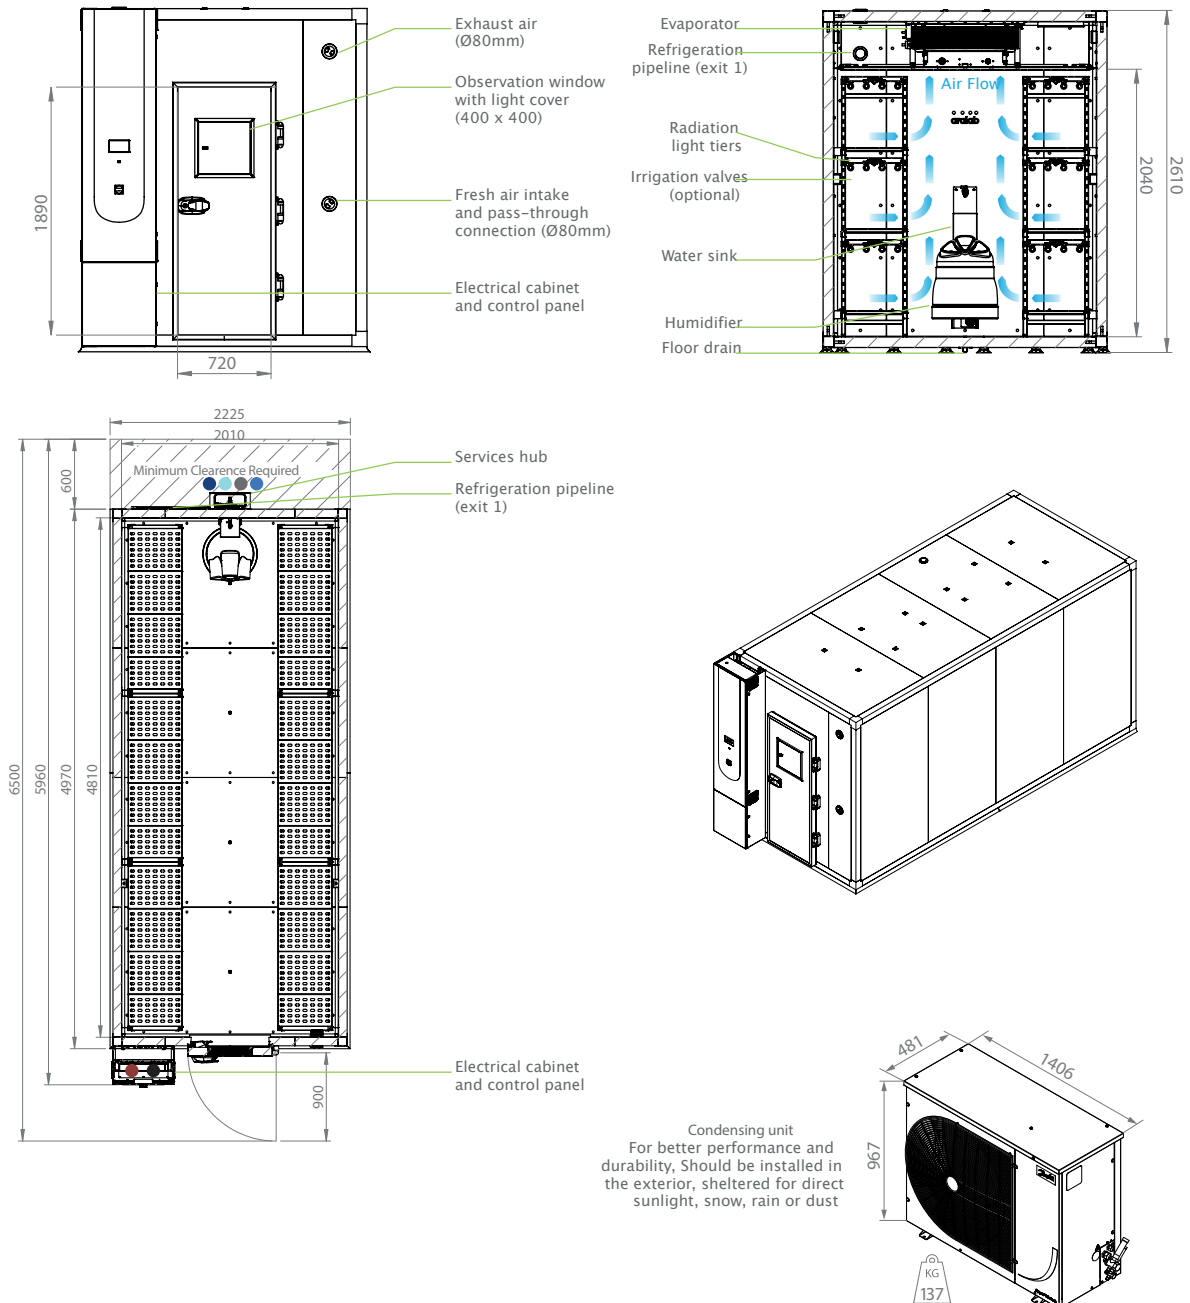 Exhaust air
(Ø80mm)
Observation window
with light cover
(400 x 400)
Fresh air intake
and pass-through
connection (Ø80mm)
Electrical cabinet
and control panel
1890
720
Evaporator
Refrigeration
pipeline (exit 1)
Air Flow
aralab
Radiation
light tiers
Irrigation valves
(optional)
Water sink
Humidifier
Floor drain
2040
2610
2225
2010
Minimum Clearence Required
600
6500
5960
4970
4810
900
Services hub
Refrigeration pipeline
(exit 1)
Electrical cabinet
and control panel
Condensing unit
For better performance and
durability, Should be installed in
the exterior, sheltered for direct
sunlight, snow, rain or dust
481
1406
967
KG
137